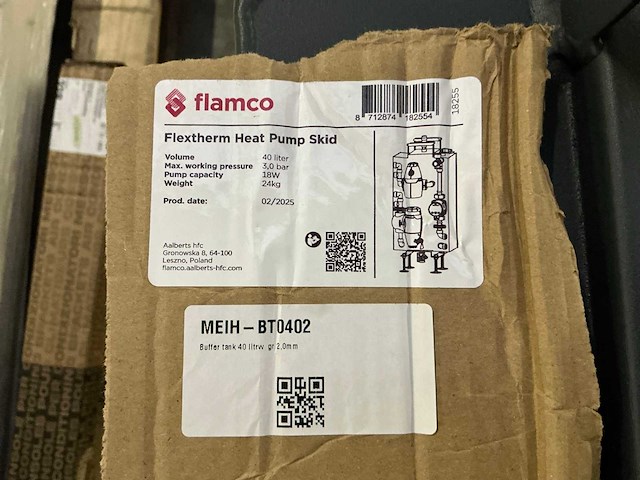 flamco
Flextherm Heat Pump Skid
Volume 40 liter
Max. working pressure 3,0 bar
Pump capacity 18W
Weight 24kg
Prod. date: 02/2025
Aalberts hfc
Gronowska 8, 64-100
Leszno, Poland
flamco.aalberts-hfc.com
8 712874 182554
18255
MEIH-BT0402
Buffer tank 40 litrw. gr 2,0mm